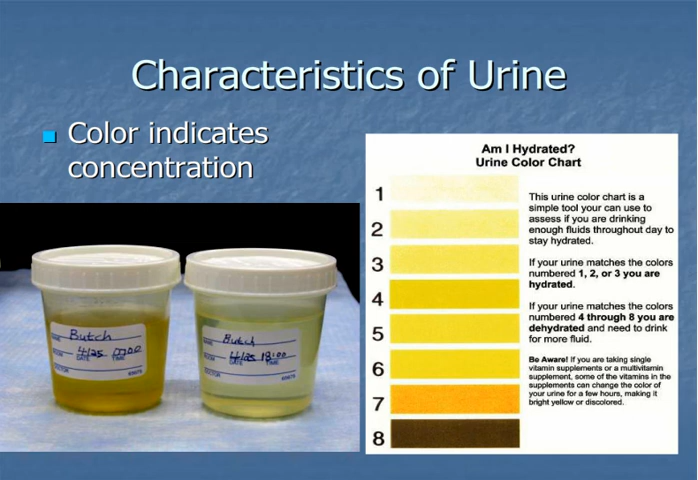 Characteristics of Urine
Color indicates
concentration
Am I Hydrated?
Urine Color Chart
1
2
3
4
5
6
7
8
This urine color chart is a
simple tool your can use to
assess if you are drinking
enough fluids throughout day to
stay hydrated.
If your urine matches the colors
numbered 1, 2, or 3 you are
hydrated.
If your urine matches the colors
numbered 4 through 8 you are
dehydrated and need to drink
for more fluid.
Be Aware! If you are taking single
vitamin supplements or a multivitamin
supplement, some of the vitamins in the
supplements can change the color of
your urine for a few hours, making it
bright yellow or discolored.
Butch
4/25
DATE TIME
Butch
4/25 18:00
DATE TIME